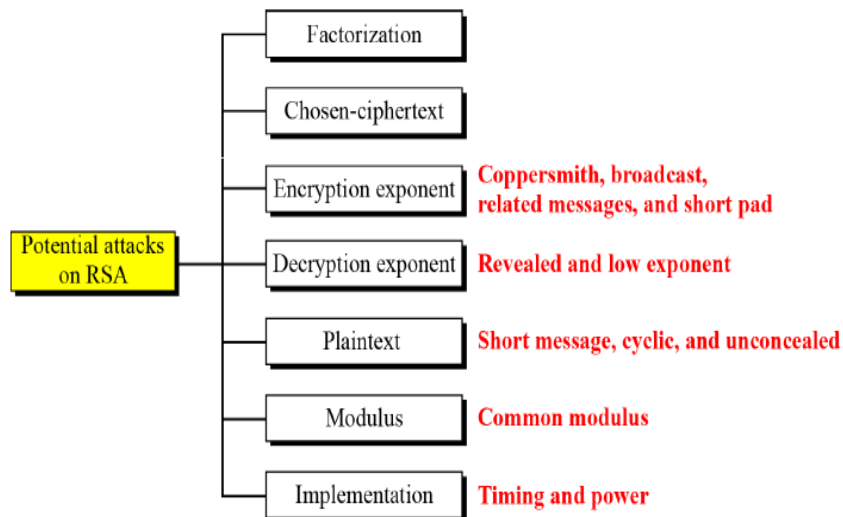 Factorization
Chosen-ciphertext
Encryption exponent
Coppersmith, broadcast,
related messages, and short pad
Potential attacks
on RSA
Decryption exponent
Revealed and low exponent
Plaintext
Short message, cyclic, and unconcealed
Modulus
Common modulus
Implementation
Timing and power